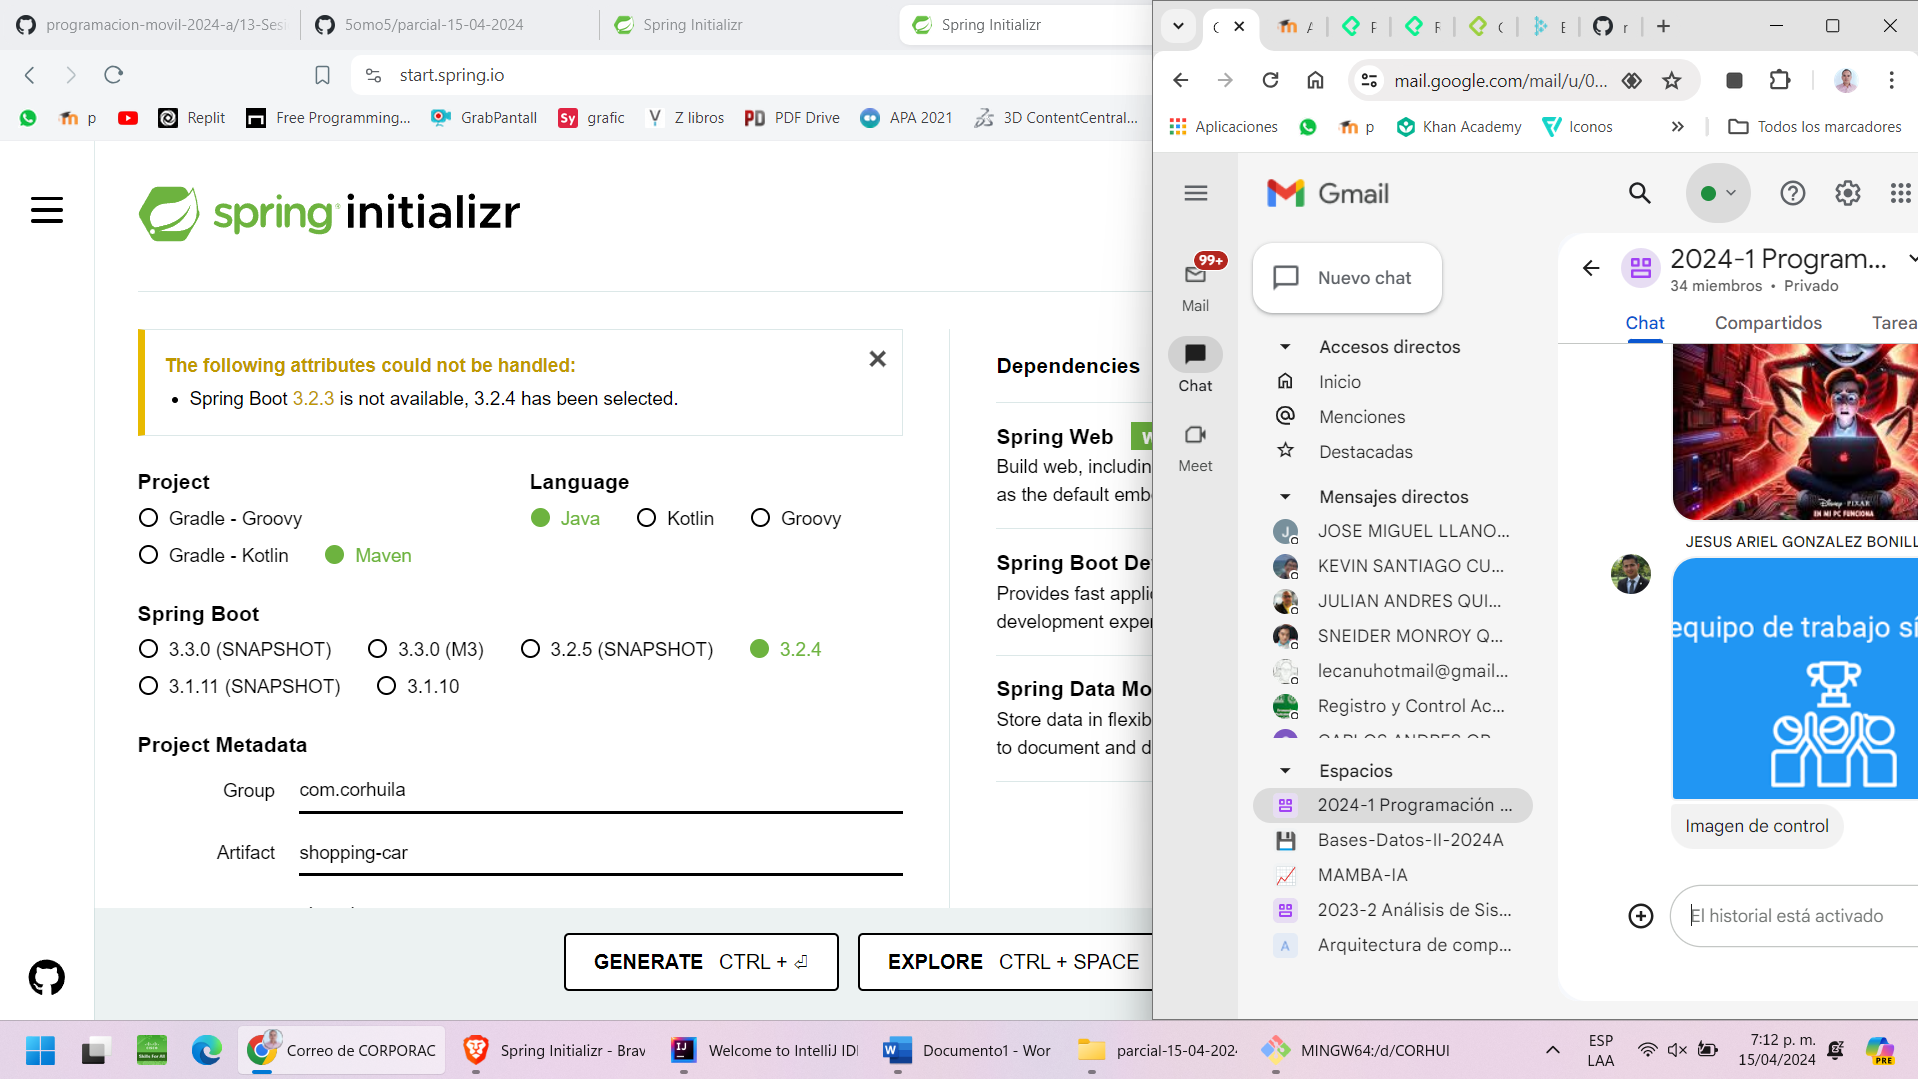 programacion-movil-2024-a/13-Sesi
5omo5/parcial-15-04-2024
Spring Initializr
Spring Initializr
start.spring.io
p
Replit
Free Programming...
GrabPantall
Sy grafic
Z libros
PDF Drive
APA 2021
3D ContentCentral...
spring initializr
The following attributes could not be handled:
Spring Boot 3.2.3 is not available, 3.2.4 has been selected.
Project
Gradle - Groovy
Gradle - Kotlin
Maven
Language
Java
Kotlin
Groovy
Spring Boot
3.3.0 (SNAPSHOT)
3.3.0 (M3)
3.2.5 (SNAPSHOT)
3.2.4
3.1.11 (SNAPSHOT)
3.1.10
Project Metadata
Group
com.corhuila
Artifact
shopping-car
Dependencies
Spring Web
Build web, includin
as the default emb
Spring Boot De
Provides fast appli
development exper
Spring Data Mo
Store data in flexib
to document and d
GENERATE CTRL + ⏎
EXPLORE CTRL + SPACE
mail.google.com/mail/u/0...
Aplicaciones
p
Khan Academy
Iconos
»
Todos los marcadores
Gmail
99+
Mail
Chat
Meet
Nuevo chat
Accesos directos
Inicio
Menciones
Destacadas
Mensajes directos
JOSE MIGUEL LLANO...
KEVIN SANTIAGO CU...
JULIAN ANDRES QUI...
SNEIDER MONROY Q...
lecanuhotmail@gmail...
Registro y Control Ac...
Espacios
2024-1 Programación ...
Bases-Datos-II-2024A
MAMBA-IA
2023-2 Análisis de Sis...
A Arquitectura de comp...
2024-1 Program...
34 miembros • Privado
Chat
Compartidos
Tarea
Disney • PIXAR
EN MI PC FUNCIONA
JESUS ARIEL GONZALEZ BONILL
equipo de trabajo sí
Imagen de control
El historial está activado
Correo de CORPORAC
Spring Initializr - Brav
Welcome to IntelliJ ID
Documento1 - Wor
parcial-15-04-202
MINGW64:/d/CORHUI
ESP
LAA
7:12 p. m.
15/04/2024
PRE